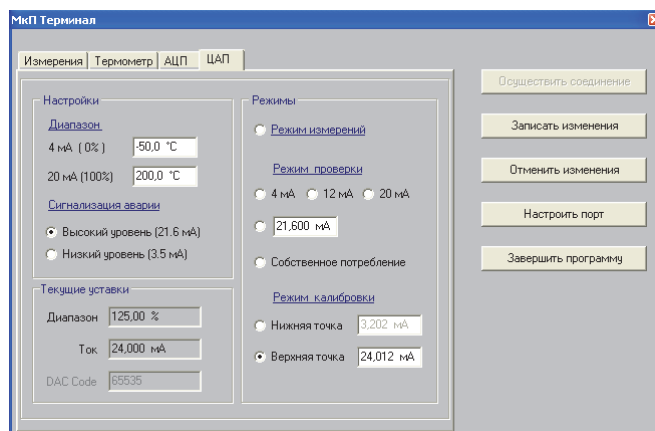 МкП Терминал
Измерения Термометр АЦП ЦАП
Настройки
Диапазон
4 мА ( 0% ) -50,0 °С
20 мА (100%) 200,0 °С
Сигнализация аварии
Высокий уровень (21.6 мА)
Низкий уровень (3.5 мА)
Текущие уставки
Диапазон 125,00 %
Ток 24,000 мА
DAC Code 65535
Режимы
Режим измерений
Режим проверки
4 мА 12 мА 20 мА
21,600 мА
Собственное потребление
Режим калибровки
Нижняя точка 3,202 мА
Верхняя точка 24,012 мА
Осуществить соединение
Записать изменения
Отменить изменения
Настроить порт
Завершить программу